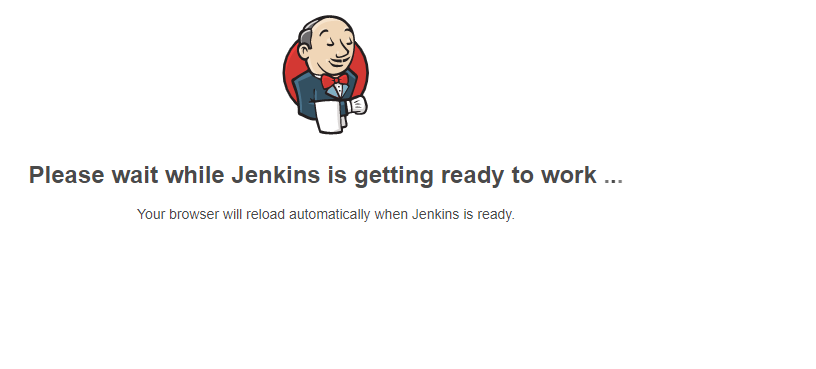 Please wait while Jenkins is getting ready to work ...
Your browser will reload automatically when Jenkins is ready.